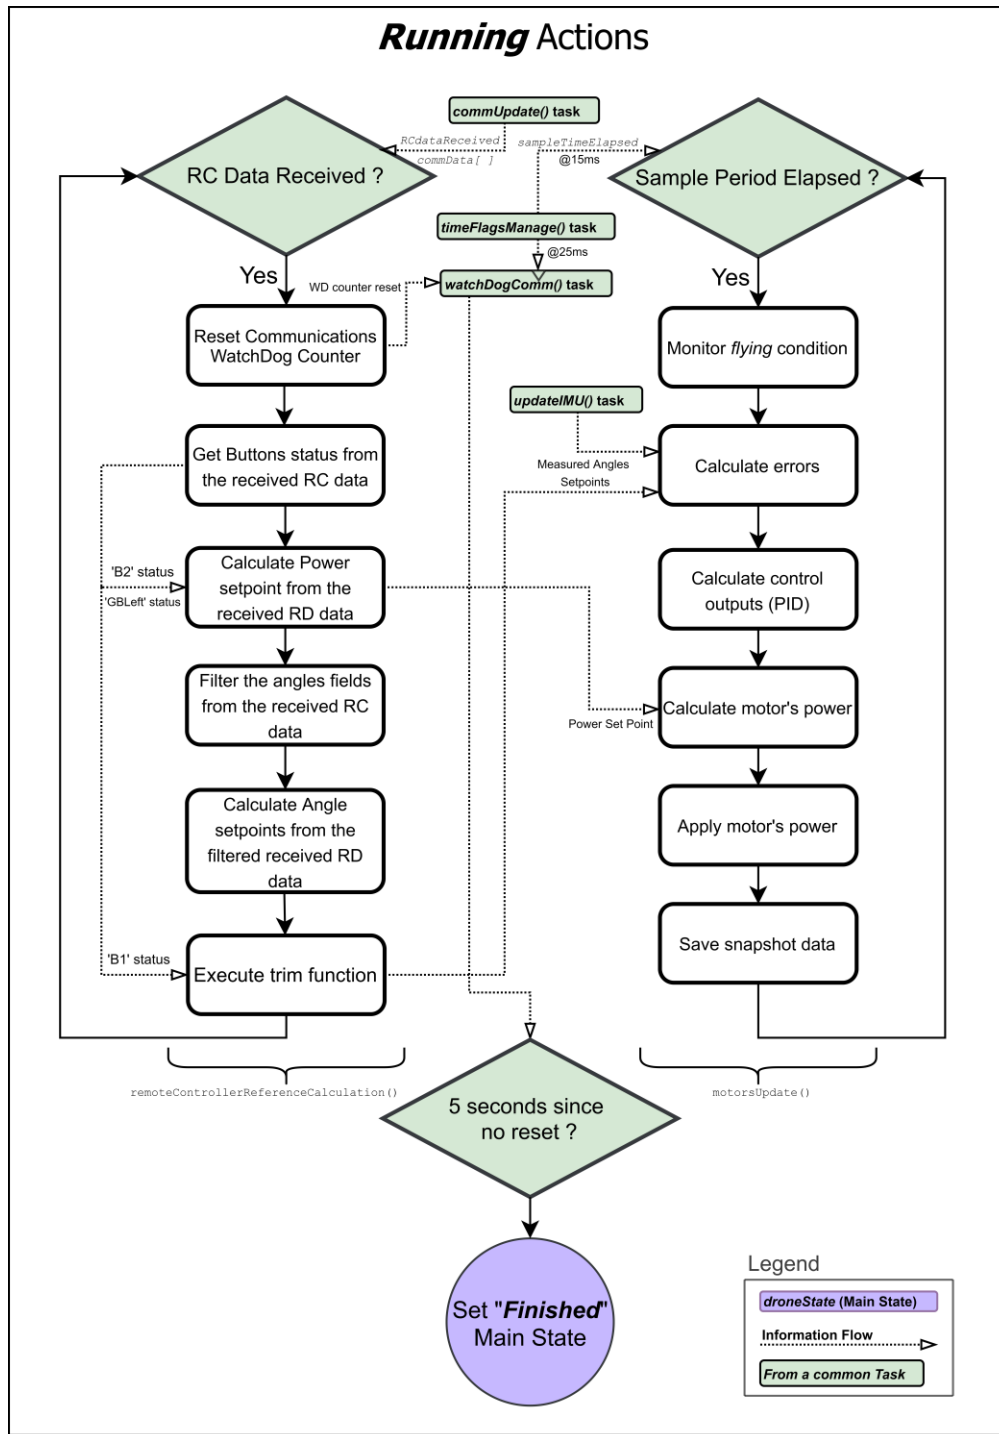 Running Actions
commUpdate() task
RCdataReceived
commData[ ]
sampleTimeElapsed
@15ms
RC Data Received ?
Sample Period Elapsed ?
timeFlagsManage() task
@25ms
Yes
Yes
WD counter reset
watchDogComm() task
Reset Communications
WatchDog Counter
Monitor flying condition
updateIMU() task
Get Buttons status from
the received RC data
Measured Angles
Setpoints
Calculate errors
'B2' status
'GBLeft' status
Calculate Power
setpoint from the
received RD data
Calculate control
outputs (PID)
Filter the angles fields
from the received RC
data
Power Set Point
Calculate motor's power
Calculate Angle
setpoints from the
filtered received RD
data
Apply motor's power
'B1' status
Execute trim function
Save snapshot data
remoteControllerReferenceCalculation()
motorsUpdate()
5 seconds since
no reset ?
Set "Finished"
Main State
Legend
droneState (Main State)
Information Flow
From a common Task